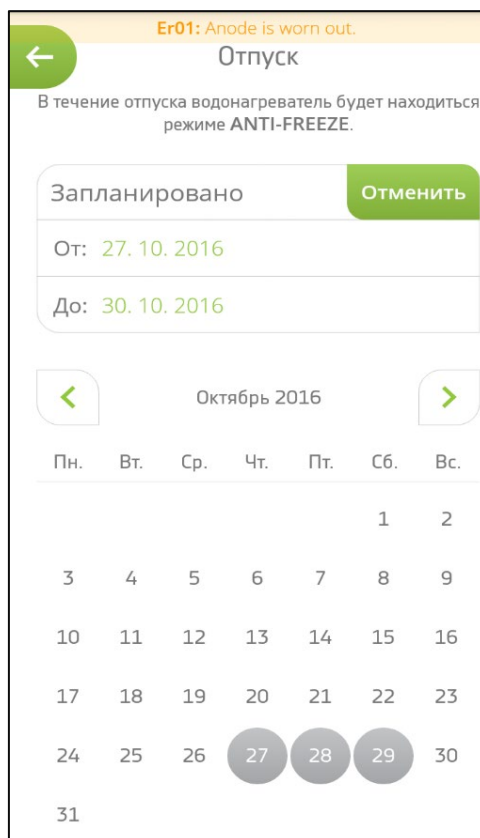 Er01: Anode is worn out.
Отпуск
В течение отпуска водонагреватель будет находиться
режиме ANTI-FREEZE.
Запланировано Отменить
От: 27. 10. 2016
До: 30. 10. 2016
Октябрь 2016
Пн. Вт. Ср. Чт. Пт. Сб. Вс.
1 2
3 4 5 6 7 8 9
10 11 12 13 14 15 16
17 18 19 20 21 22 23
24 25 26 27 28 29 30
31